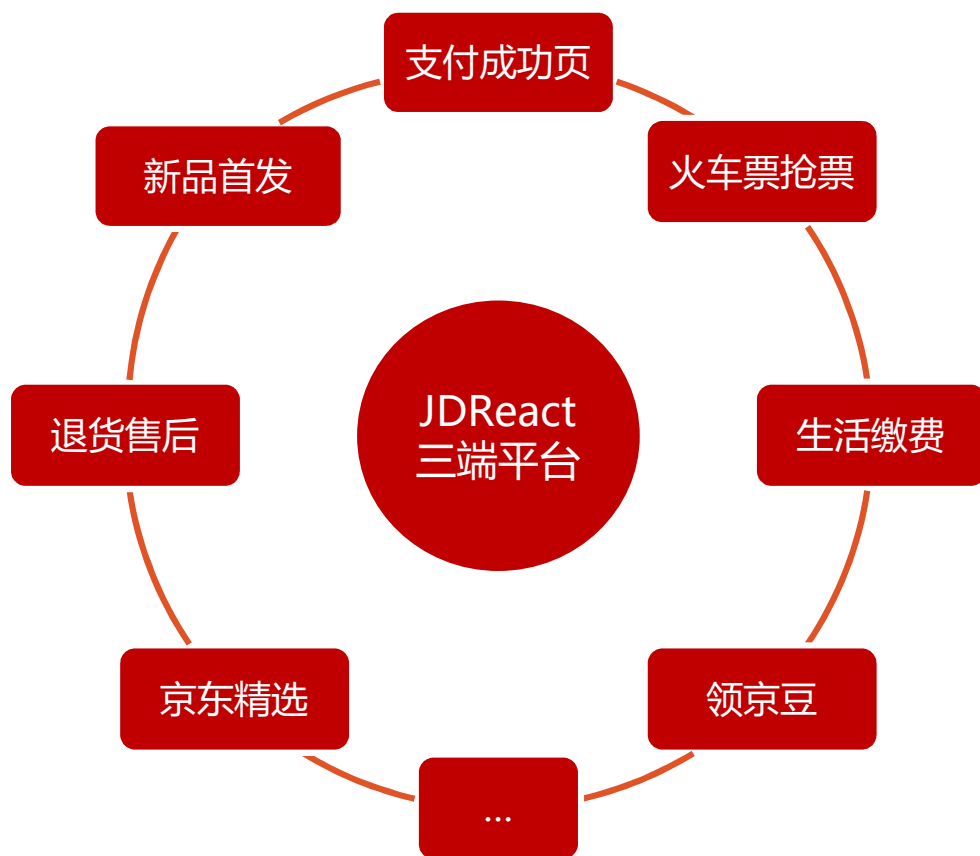 支付成功页
新品首发
火车票抢票
JDReact
三端平台
退货售后
生活缴费
京东精选
领京豆
...